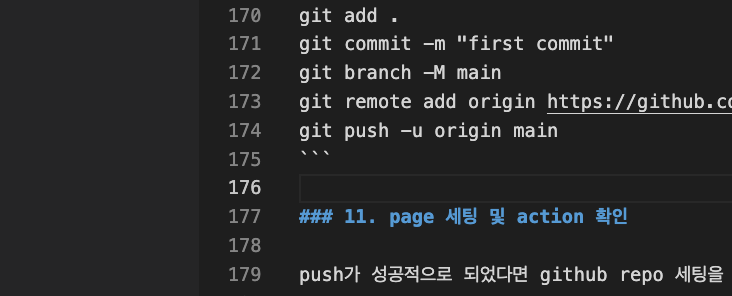 170 git add .
171 git commit -m "first commit"
172 git branch -M main
173 git remote add origin https://github.co
174 git push -u origin main
175 ```
176
177 ### 11. page 세팅 및 action 확인
178
179 push가 성공적으로 되었다면 github repo 세팅을